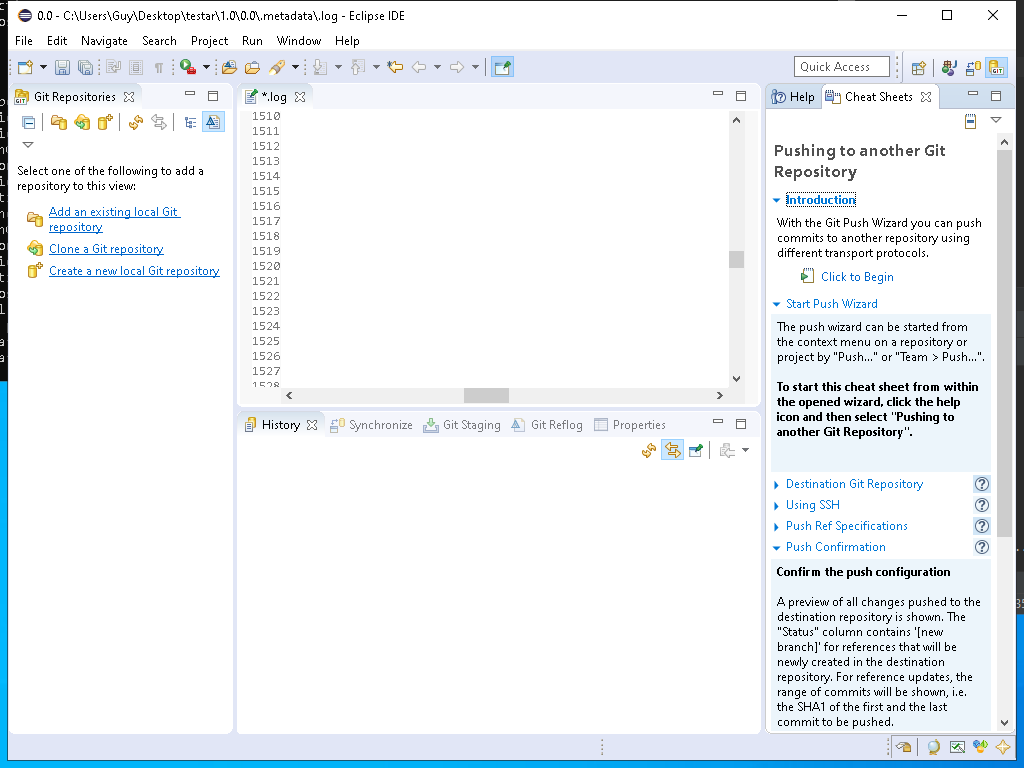 0.0 - C:\Users\Guy\Desktop\testar\1.0\0.0\.metadata\.log - Eclipse IDE
File Edit Navigate Search Project Run Window Help
Quick Access
Git Repositories
*.log
Help
Cheat Sheets
Select one of the following to add a
repository to this view:
Add an existing local Git
repository
Clone a Git repository
Create a new local Git repository
1510
1511
1512
1513
1514
1515
1516
1517
1518
1519
1520
1521
1522
1523
1524
1525
1526
1527
1528
History
Synchronize
Git Staging
Git Reflog
Properties
Pushing to another Git
Repository
Introduction
With the Git Push Wizard you can push
commits to another repository using
different transport protocols.
Click to Begin
Start Push Wizard
The push wizard can be started from
the context menu on a repository or
project by "Push..." or "Team > Push...".
To start this cheat sheet from within
the opened wizard, click the help
icon and then select "Pushing to
another Git Repository".
Destination Git Repository
Using SSH
Push Ref Specifications
Push Confirmation
Confirm the push configuration
A preview of all changes pushed to the
destination repository is shown. The
"Status" column contains '[new
branch]' for references that will be
newly created in the destination
repository. For reference updates, the
range of commits will be shown, i.e.
the SHA1 of the first and the last
commit to be pushed.